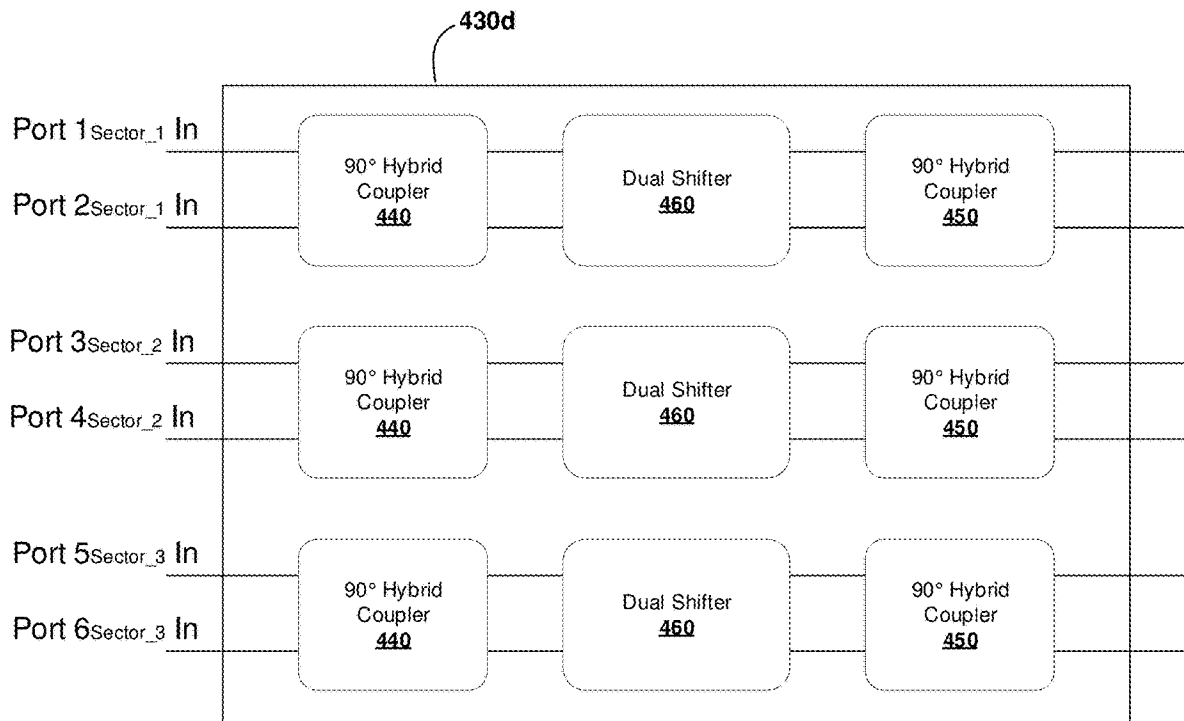 430d
Port 1Sector_1 In
Port 2Sector_1 In
90° Hybrid
Coupler
440
Dual Shifter
460
90° Hybrid
Coupler
450
Port 3Sector_2 In
Port 4Sector_2 In
90° Hybrid
Coupler
440
Dual Shifter
460
90° Hybrid
Coupler
450
Port 5Sector_3 In
Port 6Sector_3 In
90° Hybrid
Coupler
440
Dual Shifter
460
90° Hybrid
Coupler
450